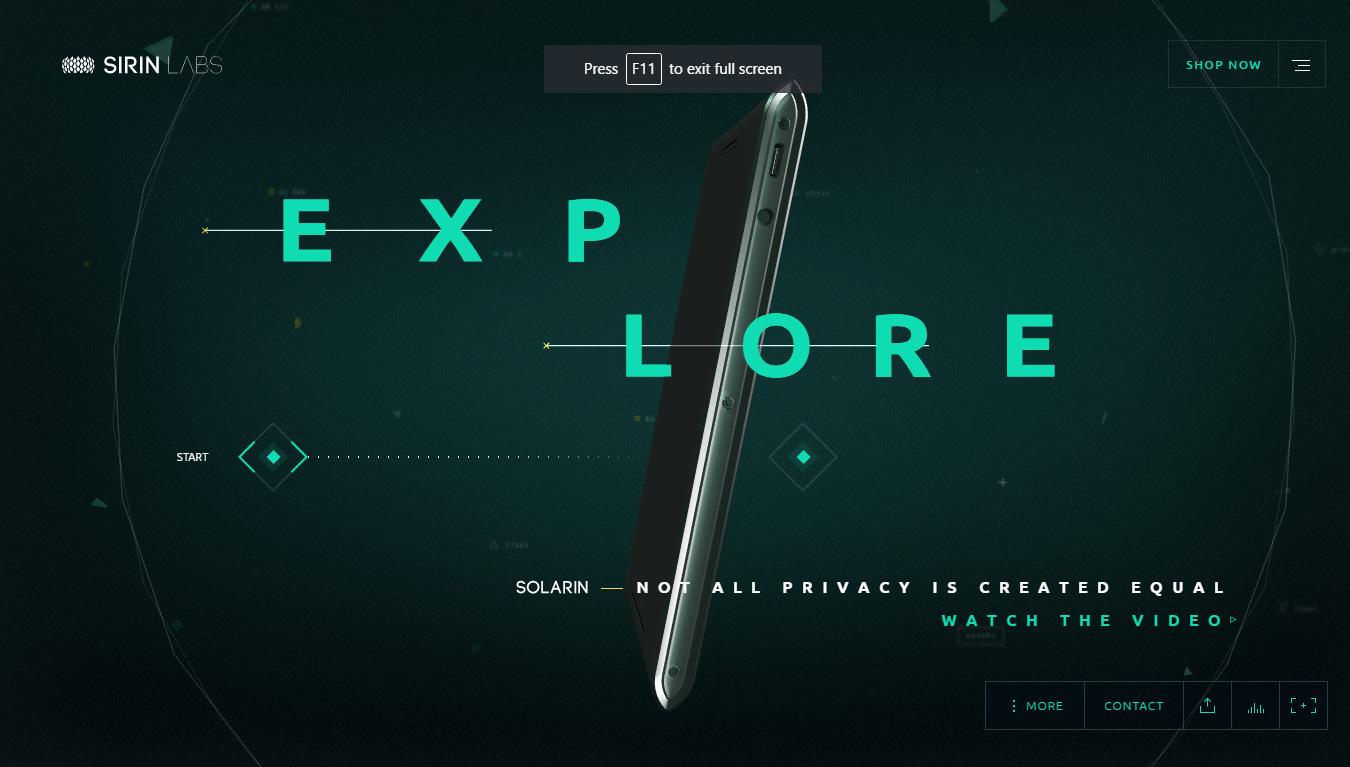 SIRIN LABS
Press F11 to exit full screen
SHOP NOW
EXP
LORE
START
SOLARIN — NOT ALL PRIVACY IS CREATED EQUAL
WATCH THE VIDEO
MORE
CONTACT